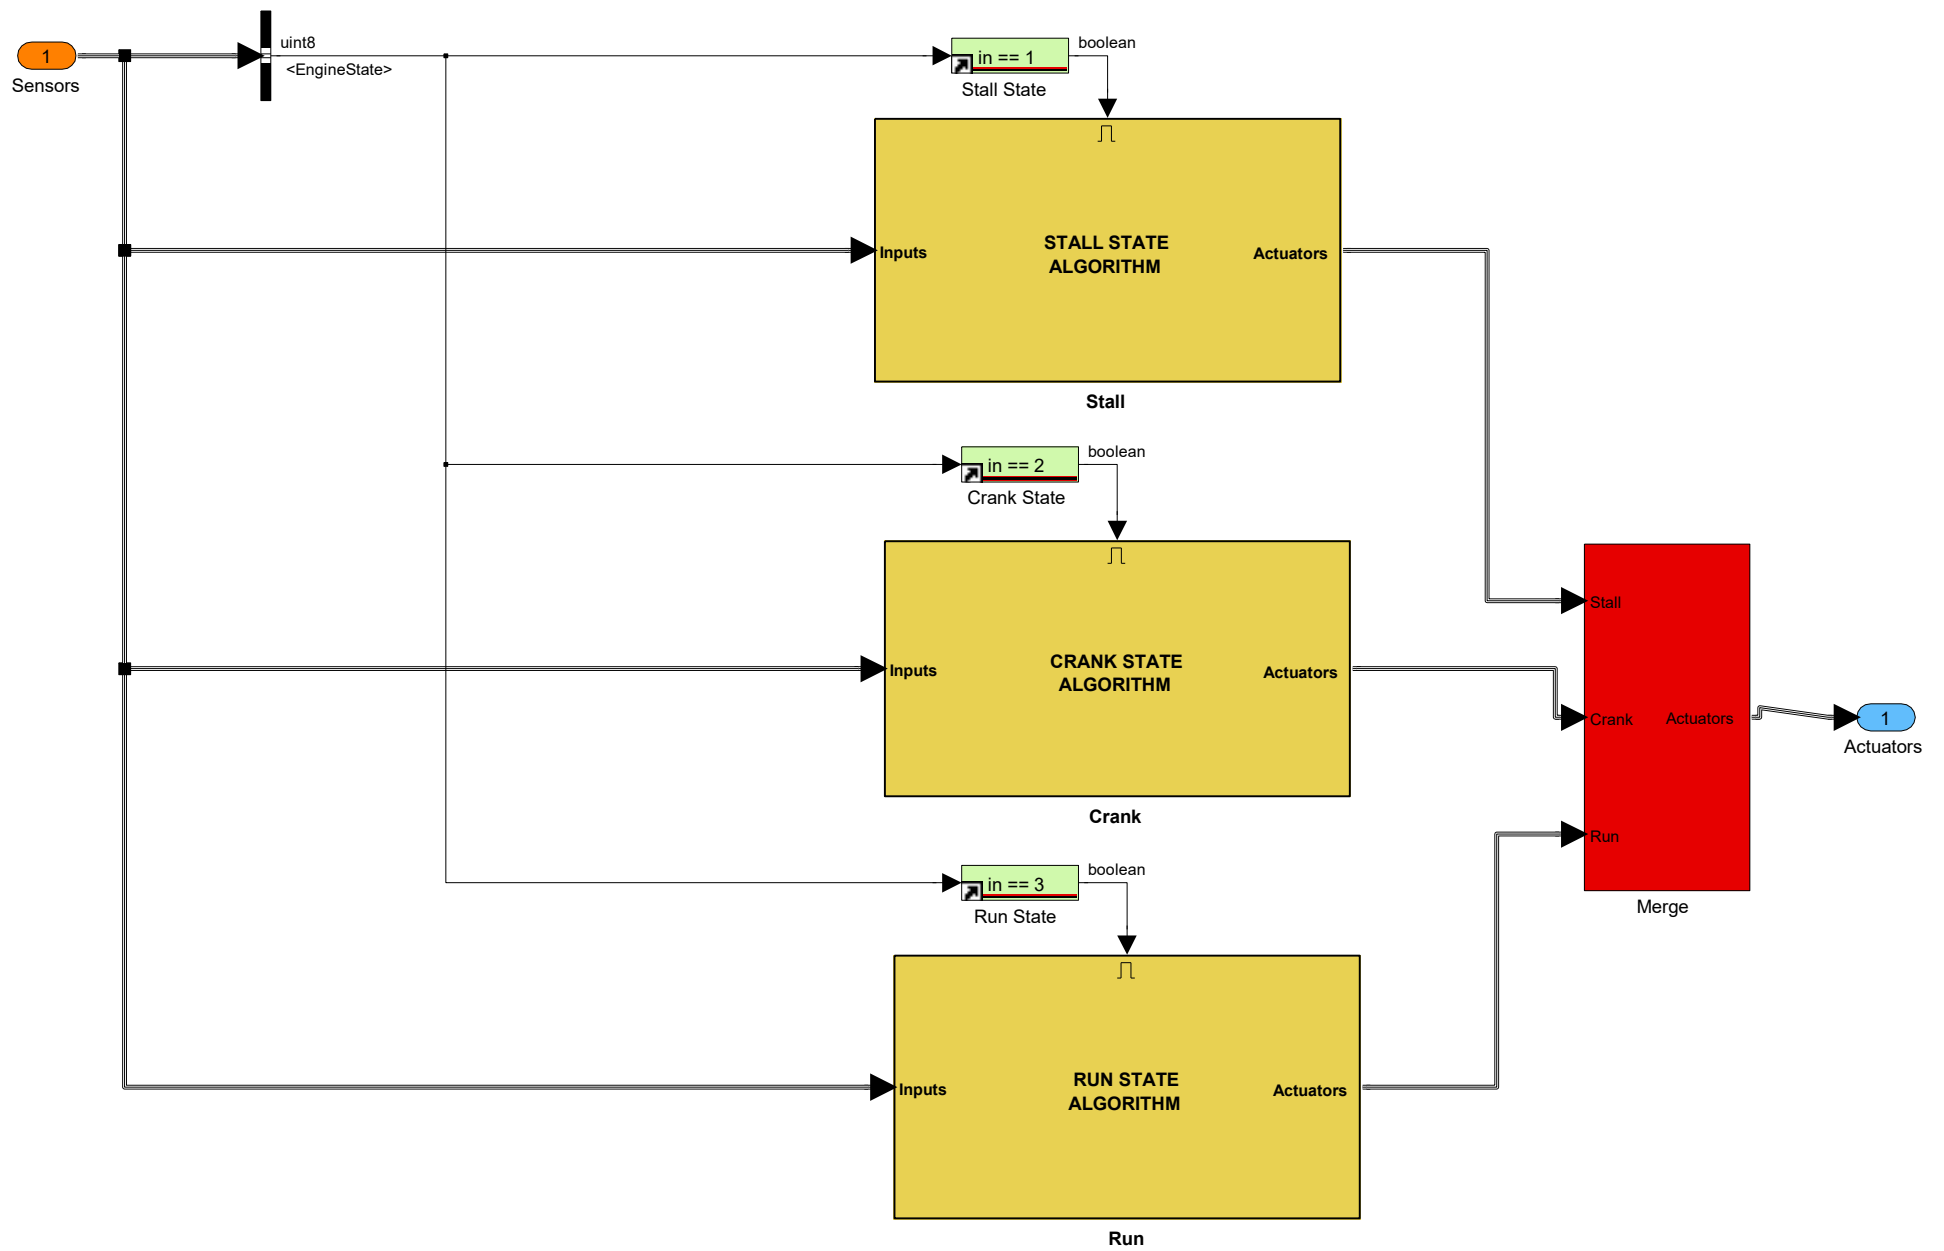 1
Sensors
uint8
<EngineState>
in == 1
boolean
Stall State
Inputs
STALL STATE
ALGORITHM
Actuators
Stall
in == 2
boolean
Crank State
Inputs
CRANK STATE
ALGORITHM
Actuators
Crank
in == 3
boolean
Run State
Inputs
RUN STATE
ALGORITHM
Actuators
Run
Stall
Crank
Actuators
Run
Merge
1
Actuators